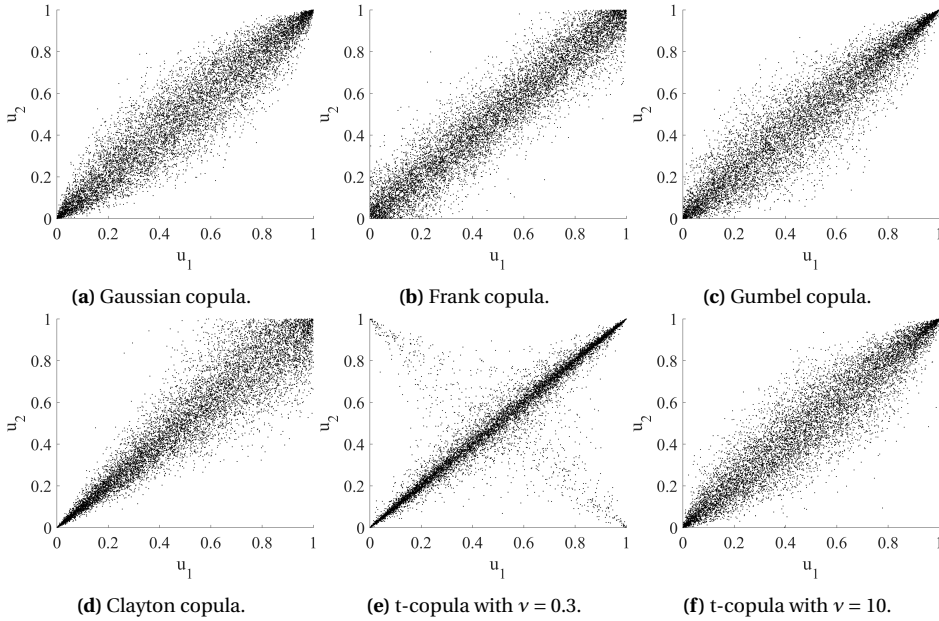 1
0.8
0.6
0.4
0.2
0
u2
0 0.2 0.4 0.6 0.8 1
u1
(a) Gaussian copula.
1
0.8
0.6
0.4
0.2
0
u2
0 0.2 0.4 0.6 0.8 1
u1
(b) Frank copula.
1
0.8
0.6
0.4
0.2
0
u2
0 0.2 0.4 0.6 0.8 1
u1
(c) Gumbel copula.
1
0.8
0.6
0.4
0.2
0
u2
0 0.2 0.4 0.6 0.8 1
u1
(d) Clayton copula.
1
0.8
0.6
0.4
0.2
0
u2
0 0.2 0.4 0.6 0.8 1
u1
(e) t-copula with ν = 0.3.
1
0.8
0.6
0.4
0.2
0
u2
0 0.2 0.4 0.6 0.8 1
u1
(f) t-copula with ν = 10.